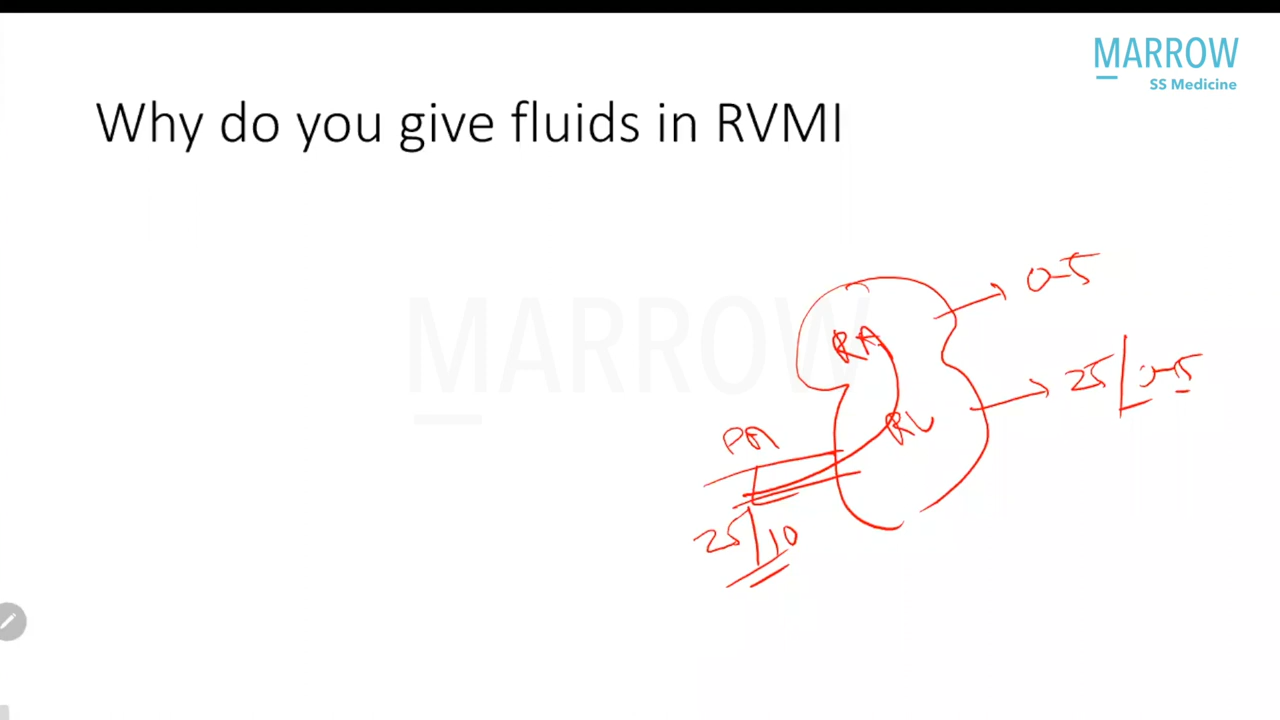 MARROW
SS Medicine
Why do you give fluids in RVMI
0-5
MARROW
RA
25/0-5
RV
PA
25/10